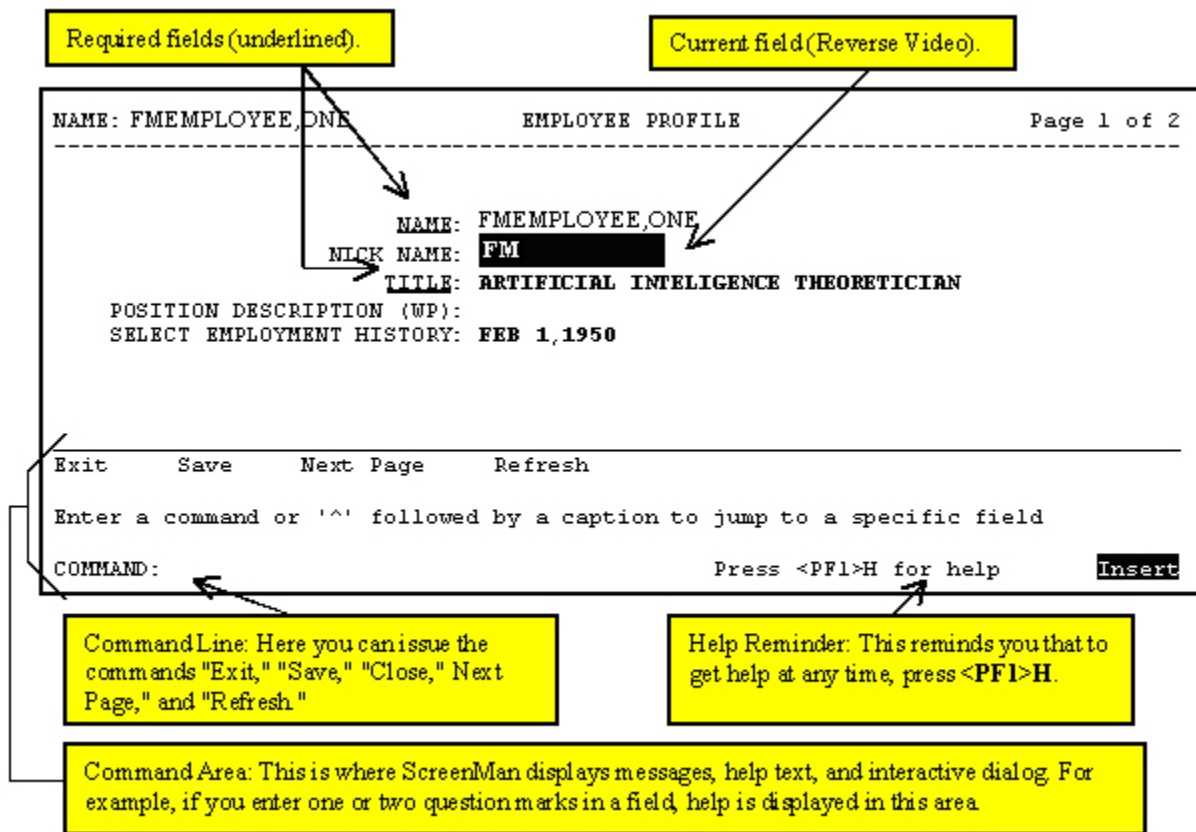 Required fields (underlined).
Current field (Reverse Video).
NAME: FMEMPLOYEE,ONE EMPLOYEE PROFILE Page 1 of 2
NAME: FMEMPLOYEE,ONE
NICK NAME: FM
TITLE: ARTIFICIAL INTELIGENCE THEORETICIAN
POSITION DESCRIPTION (WP):
SELECT EMPLOYMENT HISTORY: FEB 1,1950
Exit Save Next Page Refresh
Enter a command or '^' followed by a caption to jump to a specific field
COMMAND: Press <PF1>H for help Insert
Command Line: Here you can issue the
commands "Exit," "Save," "Close," Next
Page," and "Refresh."
Help Reminder: This reminds you that to
get help at any time, press <PF1>H.
Command Area: This is where ScreenMan displays messages, help text, and interactive dialog. For
example, if you enter one or two question marks in a field, help is displayed in this area.